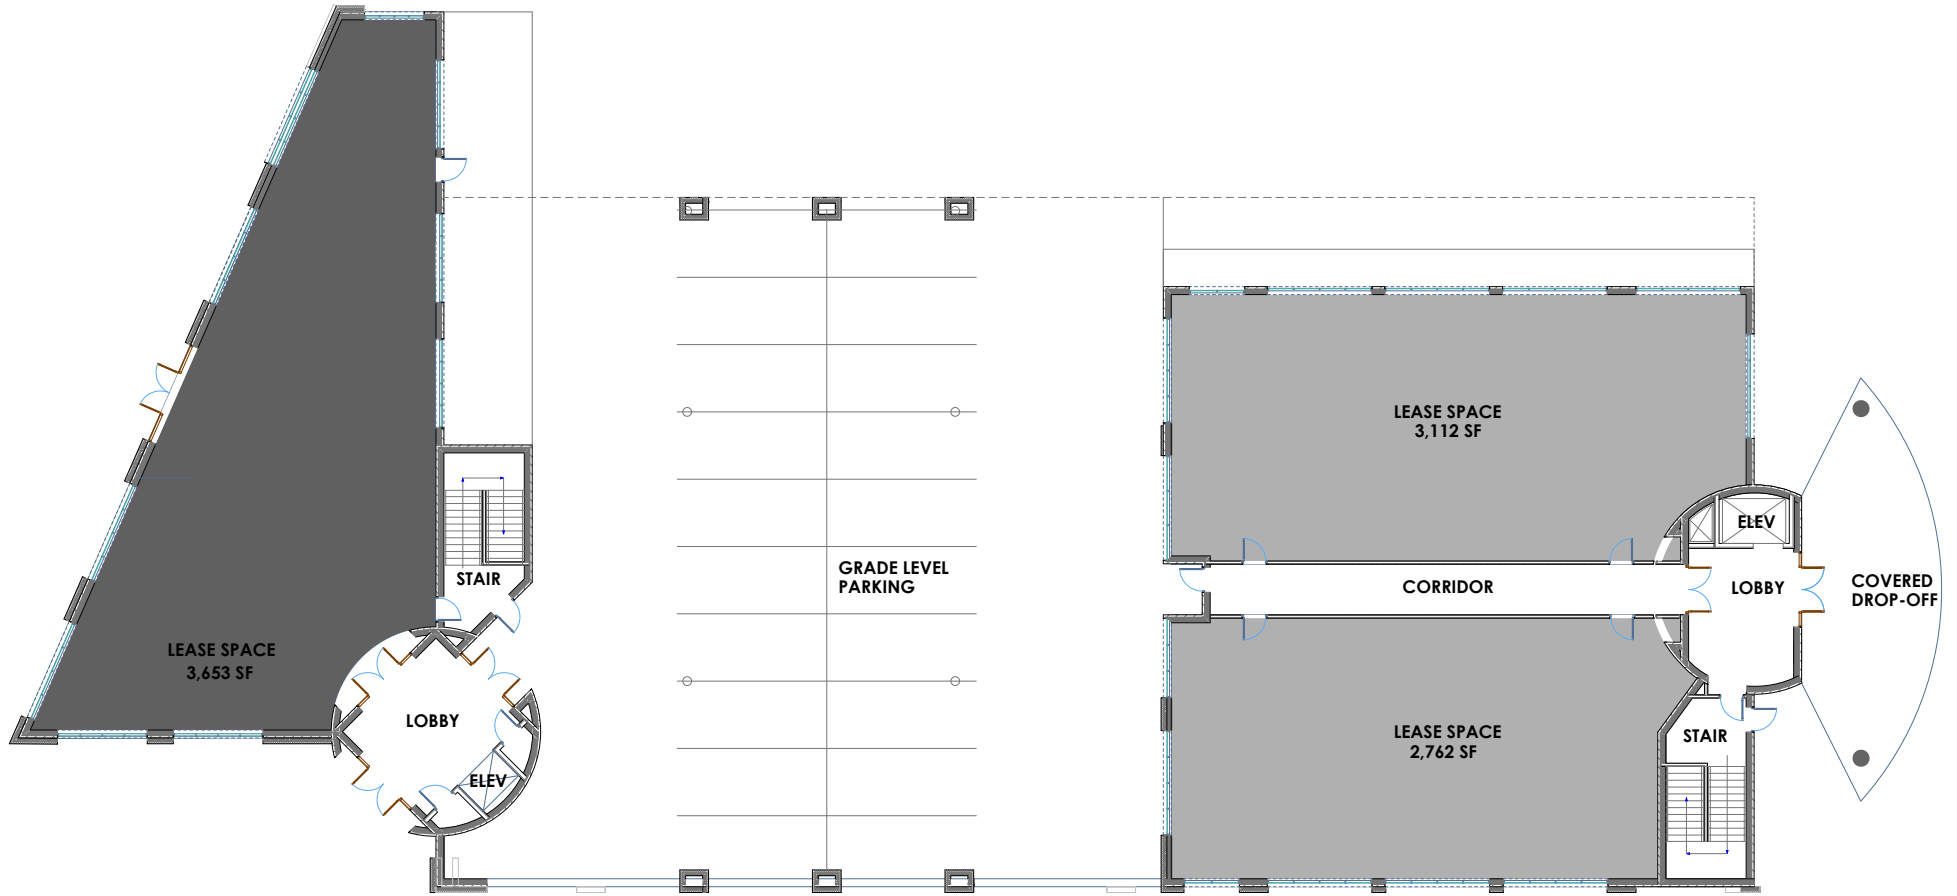 LEASE SPACE
3,112 SF
ELEV
GRADE LEVEL
PARKING
STAIR
CORRIDOR
LOBBY
COVERED
DROP-OFF
LEASE SPACE
3,653 SF
LOBBY
ELEV
LEASE SPACE
2,762 SF
STAIR